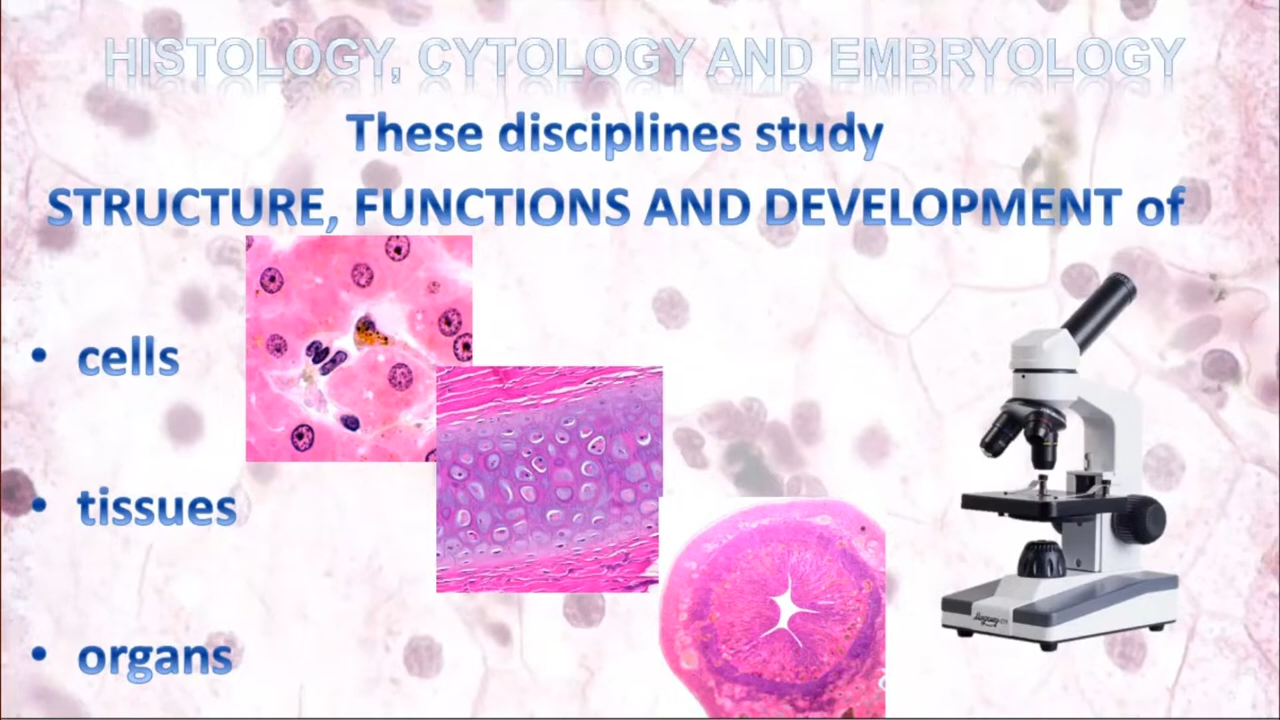 HISTOLOGY, CYTOLOGY AND EMBRYOLOGY
These disciplines study
STRUCTURE, FUNCTIONS AND DEVELOPMENT of
• cells
• tissues
• organs